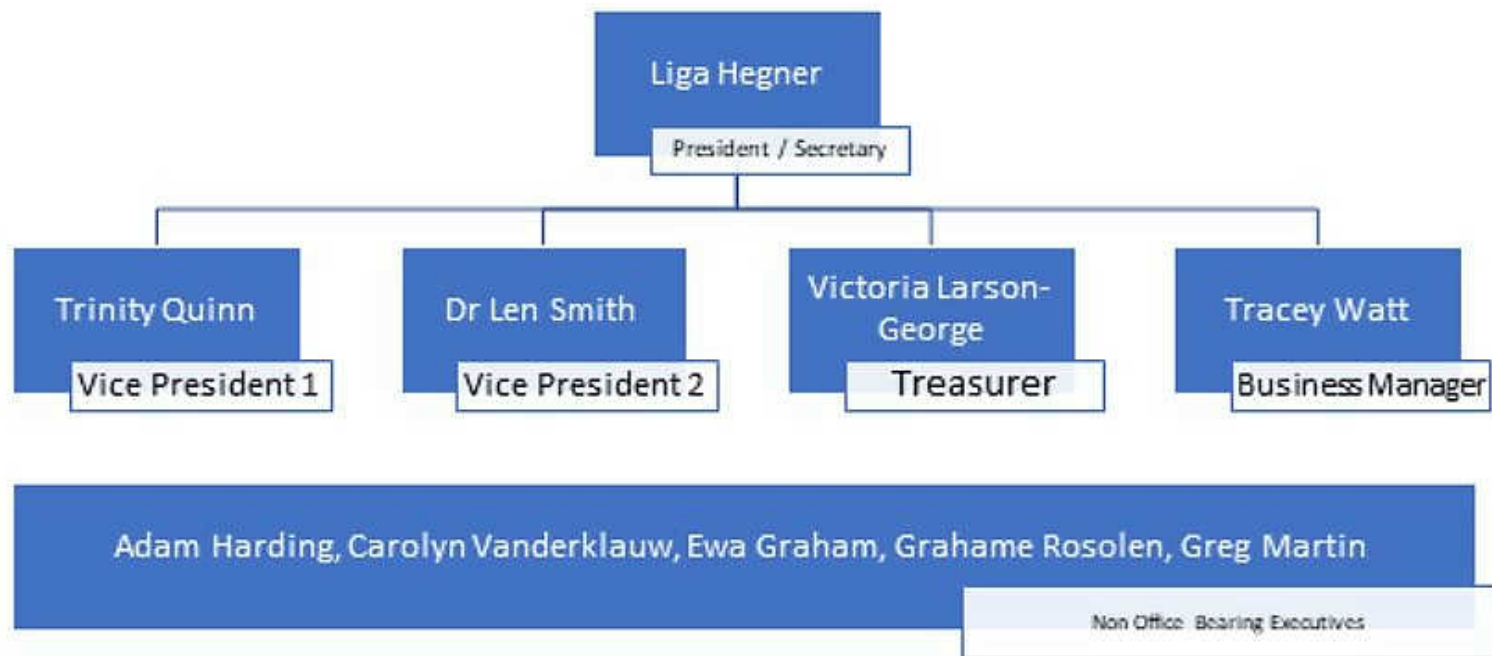 Liga Hegner
President / Secretary
Trinity Quinn
Vice President 1
Dr Len Smith
Vice President 2
Victoria Larson-
George
Treasurer
Tracey Watt
Business Manager
Adam Harding, Carolyn Vanderklauw, Ewa Graham, Grahame Rosolen, Greg Martin
Non Office Bearing Executives